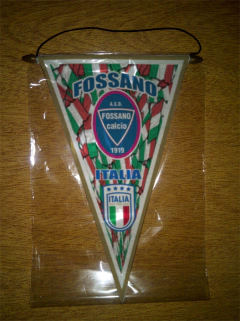 FOSSANO
A.S.D.
FOSSANO
calcio
1919
ITALIA
ITALIA